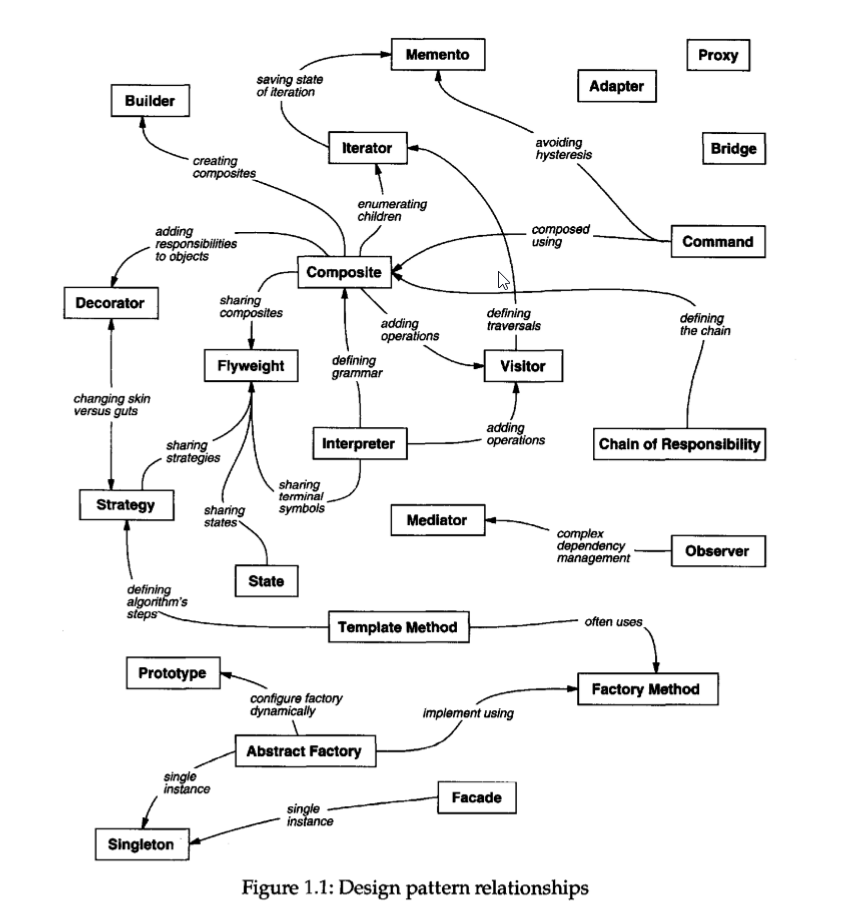 Memento
Proxy
Adapter
saving state
of iteration
Builder
avoiding
hysteresis
Iterator
Bridge
creating
composites
enumerating
children
adding
responsibilities
to objects
composed
using
Command
Composite
Decorator
sharing
composites
adding
operations
defining
traversals
defining
the chain
Flyweight
defining
grammar
Visitor
changing skin
versus guts
sharing
strategies
Interpreter
adding
operations
Chain of Responsibility
Strategy
sharing
states
sharing
terminal
symbols
Mediator
complex
dependency
management
Observer
State
defining
algorithm's
steps
Template Method
often uses
Prototype
configure factory
dynamically
Factory Method
implement using
Abstract Factory
single
instance
Facade
single
instance
Singleton
Figure 1.1: Design pattern relationships